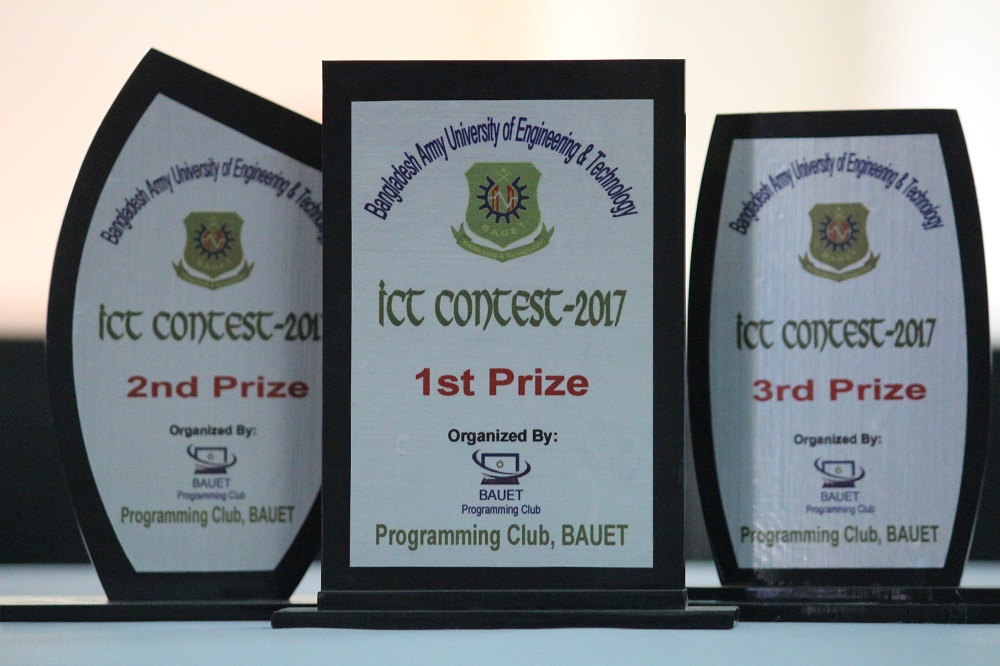 Bangladesh Army University of Engineering & Technology
BAUET
ICT CONTEST-201
2nd Prize
Organized By:
BAUET
Programming Club
Programming Club, BAUET
Bangladesh Army University of Engineering & Technology
BAUET
ICT CONTEST-2017
1st Prize
Organized By:
BAUET
Programming Club
Programming Club, BAUET
Bangladesh Army University of Engineering & Technology
BAUET
ICT CONTEST-2017
3rd Prize
Organized By:
BAUET
Programming Club
Programming Club, BAUET